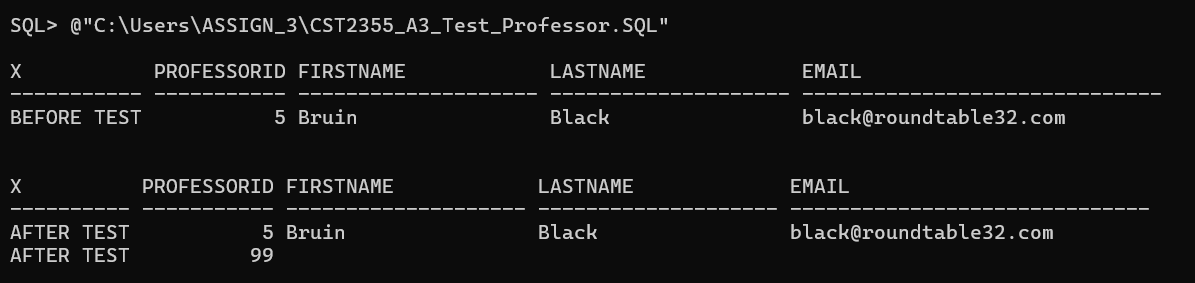 SQL> @"C:\Users\ASSIGN_3\CST2355_A3_Test_Professor.SQL"
X           PROFESSORID FIRSTNAME            LASTNAME             EMAIL
----------- ----------- -------------------- -------------------- ------------------------------
BEFORE TEST           5 Bruin                Black                black@roundtable32.com
X          PROFESSORID FIRSTNAME            LASTNAME             EMAIL
---------- ----------- -------------------- -------------------- ------------------------------
AFTER TEST           5 Bruin                Black                black@roundtable32.com
AFTER TEST          99